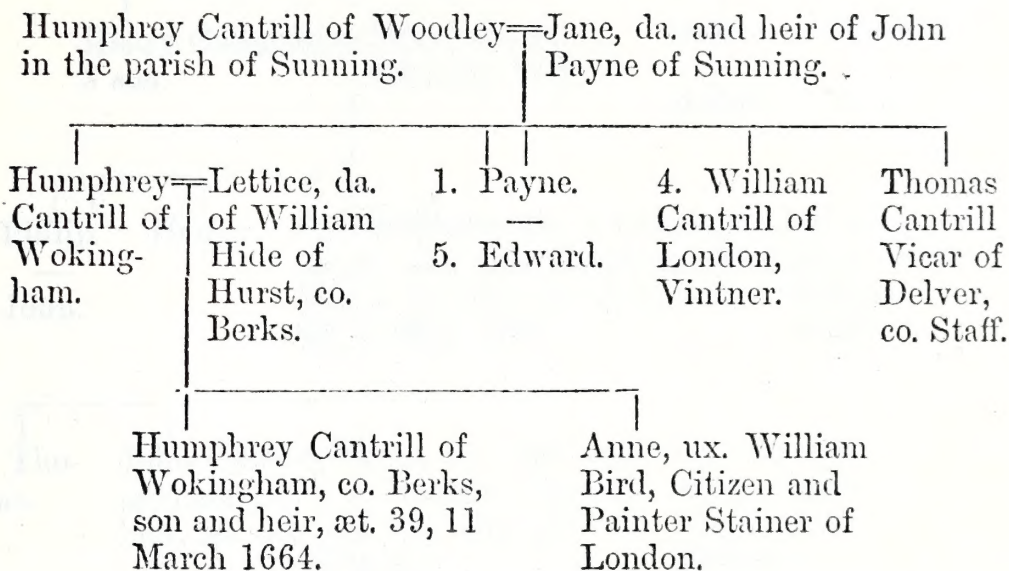 Humphrey Cantrill of Woodley
in the parish of Sunning.
Jane, da. and heir of John
Payne of Sunning.
Humphrey
Cantrill of
Woking-
ham.
Lettice, da.
of William
Hide of
Hurst, co.
Berks.
1. Payne.
5. Edward.
4. William
Cantrill of
London,
Vintner.
Thomas
Cantrill
Vicar of
Delver,
co. Staff.
Humphrey Cantrill of
Wokingham, co. Berks,
son and heir, æt. 39, 11
March 1664.
Anne, ux. William
Bird, Citizen and
Painter Stainer of
London.